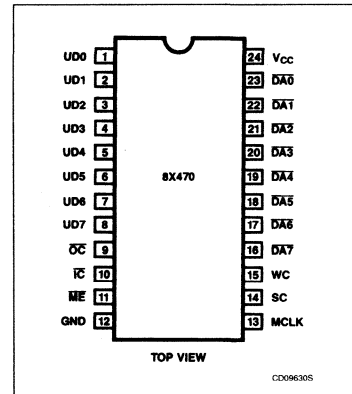 UD0 1 24 VCC
UD1 2 23 DA0
UD2 3 22 DA1
UD3 4 21 DA2
UD4 5 20 DA3
8X470
UD5 6 19 DA4
UD6 7 18 DA5
UD7 8 17 DA6
OC 9 16 DA7
IC 10 15 WC
ME 11 14 SC
GND 12 13 MCLK
TOP VIEW
CD09630S